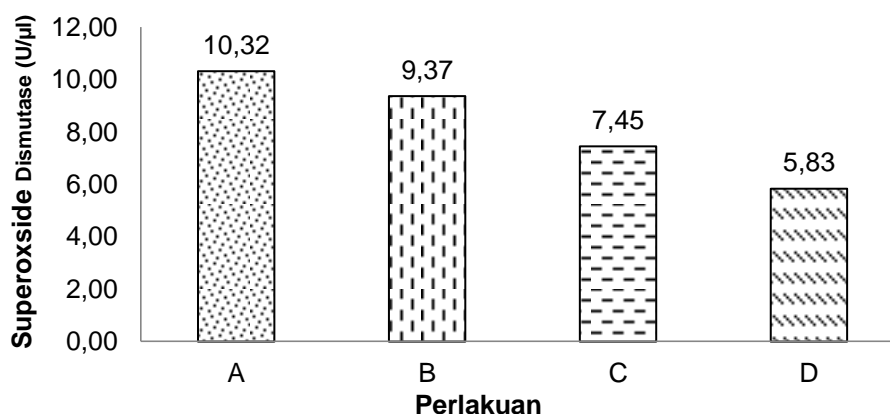 Superoxside Dismutase (U/µl)
12,00
10,00
8,00
6,00
4,00
2,00
0,00
10,32
9,37
7,45
5,83
A
B
C
D
Perlakuan